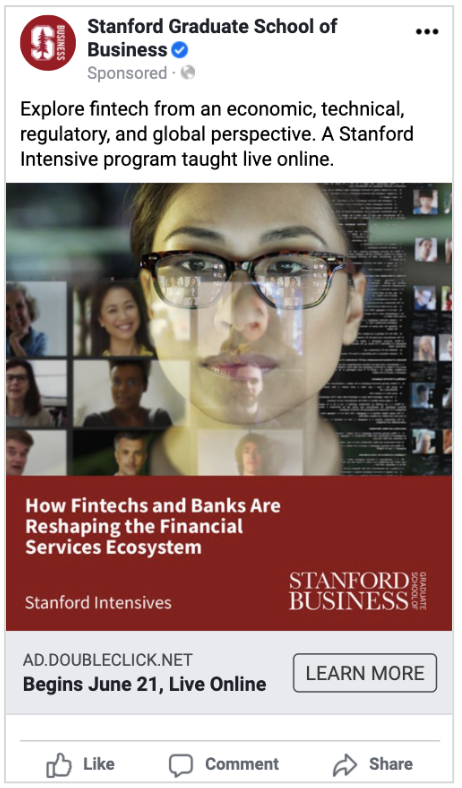 BUSINESS
Stanford Graduate School of
Business
Sponsored ·
Explore fintech from an economic, technical,
regulatory, and global perspective. A Stanford
Intensive program taught live online.
How Fintechs and Banks Are
Reshaping the Financial
Services Ecosystem
Stanford Intensives
STANFORD
BUSINESS
GRADUATE
SCHOOL OF
AD.DOUBLECLICK.NET
Begins June 21, Live Online
LEARN MORE
Like
Comment
Share